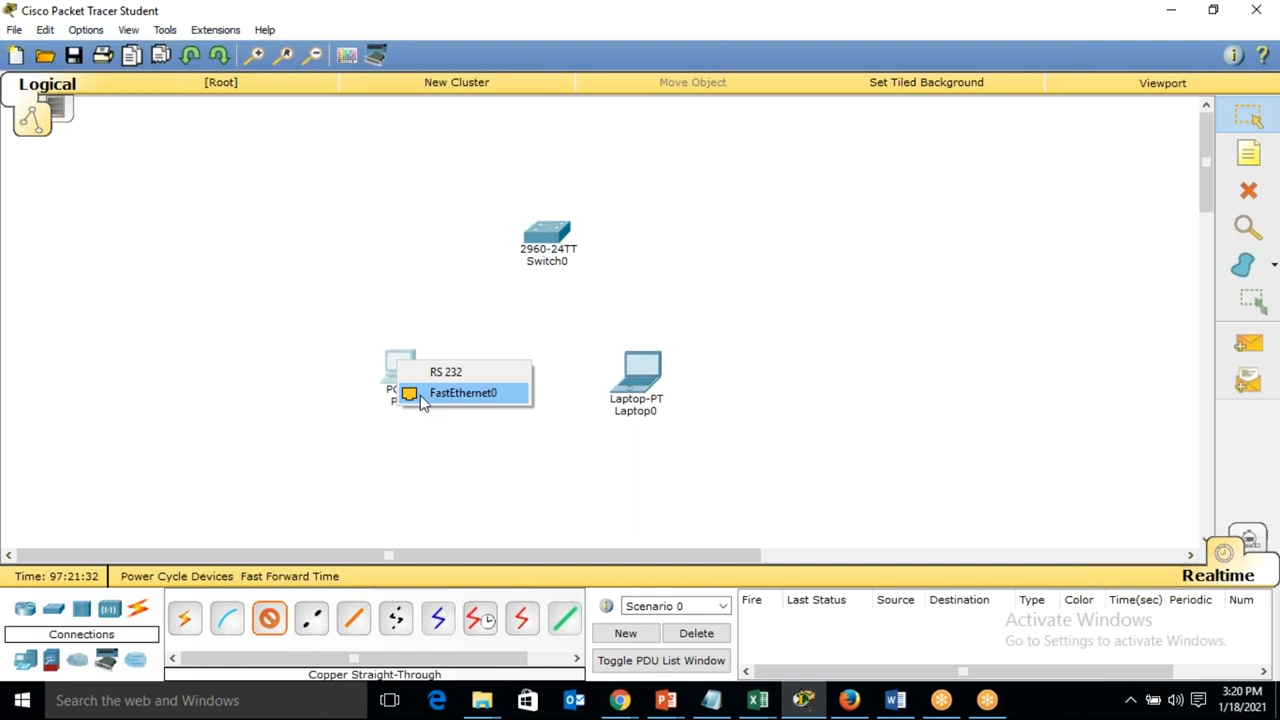 Cisco Packet Tracer Student
File Edit Options View Tools Extensions Help
Logical [Root] New Cluster Move Object Set Tiled Background Viewport
2960-24TT
Switch0
RS 232
FastEthernet0
Laptop-PT
Laptop0
Time: 97:21:32 Power Cycle Devices Fast Forward Time
Realtime
Connections
Copper Straight-Through
Scenario 0
New Delete
Toggle PDU List Window
Fire Last Status Source Destination Type Color Time(sec) Periodic Num
Activate Windows
Go to Settings to activate Windows.
Search the web and Windows
3:20 PM
1/18/2021